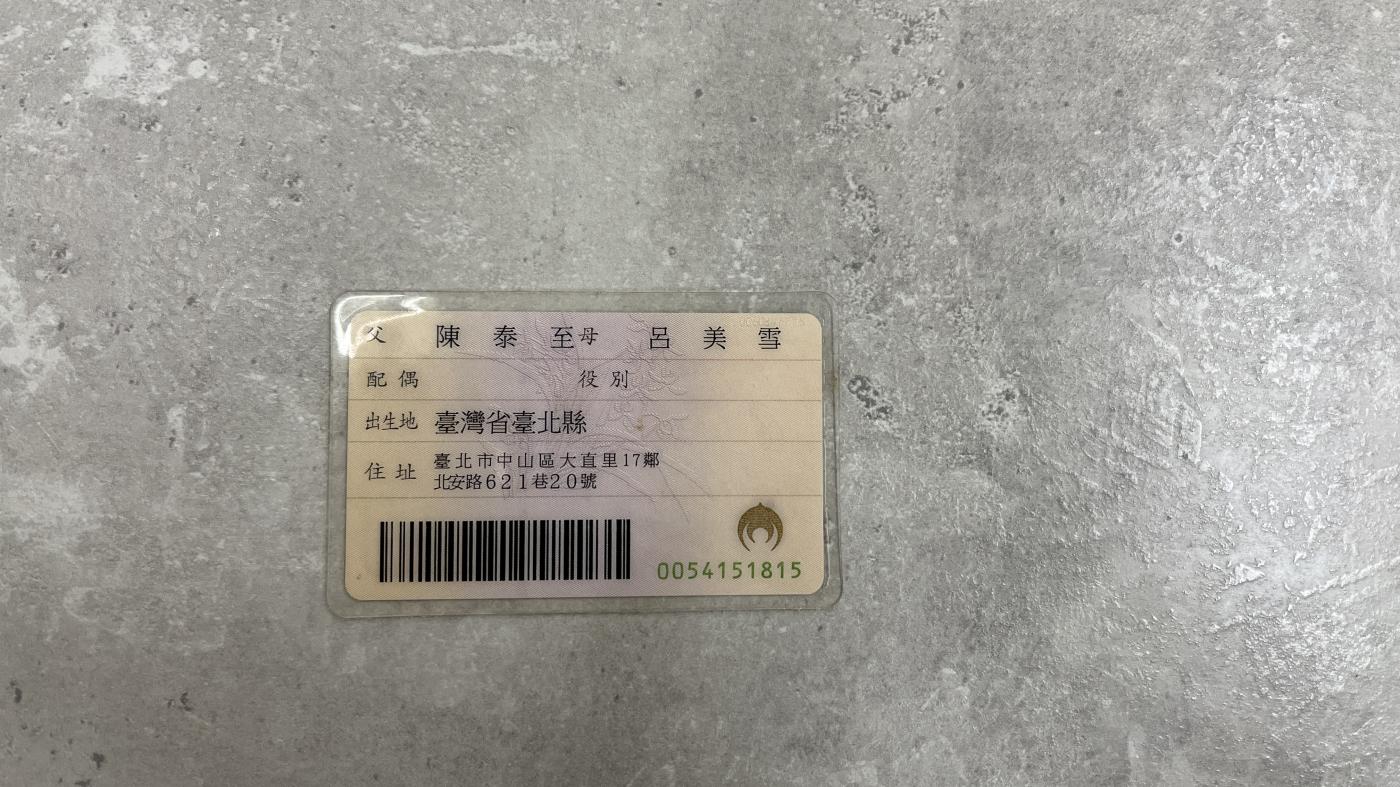 父 陳泰至 母 呂美雪
配偶 役別
出生地 臺灣省臺北縣
住址 臺北市中山區大直里17鄰
北安路621巷20號
0054151815